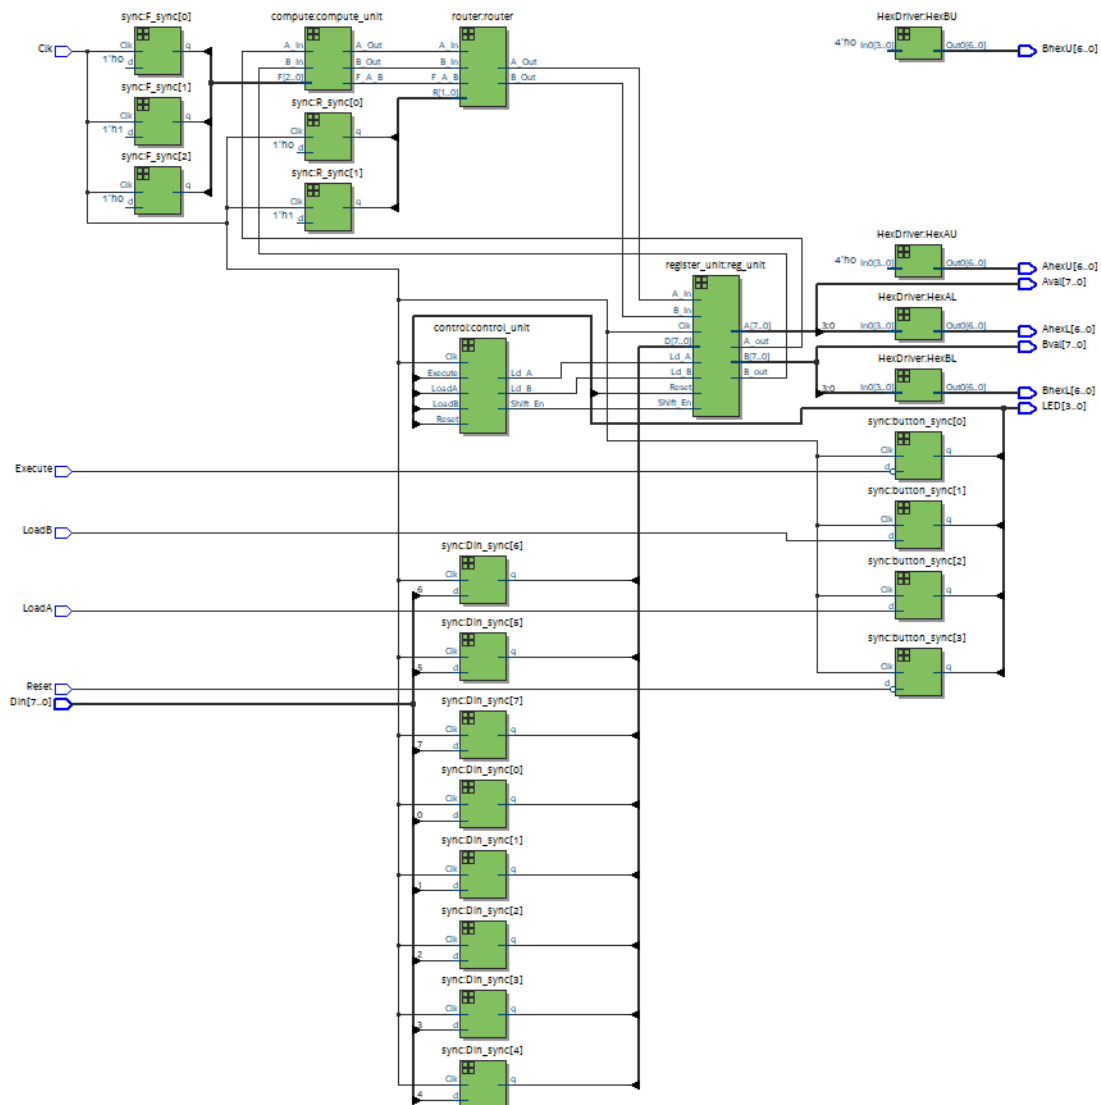 Clk
sync:F_sync[0]
Clk
q
1'h0
d
sync:F_sync[1]
Clk
q
1'h1
d
sync:F_sync[2]
Clk
q
1'h0
d
compute:compute_unit
A_In
A_Out
B_In
B_Out
F[2..0]
F_A_B
router:router
A_In
A_Out
B_In
B_Out
F_A_B
R[1..0]
sync:R_sync[0]
Clk
q
1'h0
d
sync:R_sync[1]
Clk
q
1'h1
d
HexDriver:HexBU
4'h0
In0[3..0]
Out0[6..0]
BhexU[6..0]
HexDriver:HexAU
4'h0
In0[3..0]
Out0[6..0]
AhexU[6..0]
Aval[7..0]
HexDriver:HexAL
3:0
In0[3..0]
Out0[6..0]
AhexL[6..0]
Bval[7..0]
HexDriver:HexBL
3:0
In0[3..0]
Out0[6..0]
BhexL[6..0]
LED[3..0]
register_unit:reg_unit
A_In
B_In
Clk
A[7..0]
D[7..0]
A_out
Ld_A
B[7..0]
Ld_B
B_out
Reset
Shift_En
control:control_unit
Clk
Execute
Ld_A
LoadA
Ld_B
LoadB
Shift_En
Reset
sync:button_sync[0]
Clk
q
d
sync:button_sync[1]
Clk
q
d
sync:button_sync[2]
Clk
q
d
sync:button_sync[3]
Clk
q
d
Execute
LoadB
LoadA
Reset
Din[7..0]
sync:Din_sync[6]
Clk
q
6
d
sync:Din_sync[5]
Clk
q
5
d
sync:Din_sync[7]
Clk
q
7
d
sync:Din_sync[0]
Clk
q
0
d
sync:Din_sync[1]
Clk
q
1
d
sync:Din_sync[2]
Clk
q
2
d
sync:Din_sync[3]
Clk
q
3
d
sync:Din_sync[4]
Clk
q
4
d